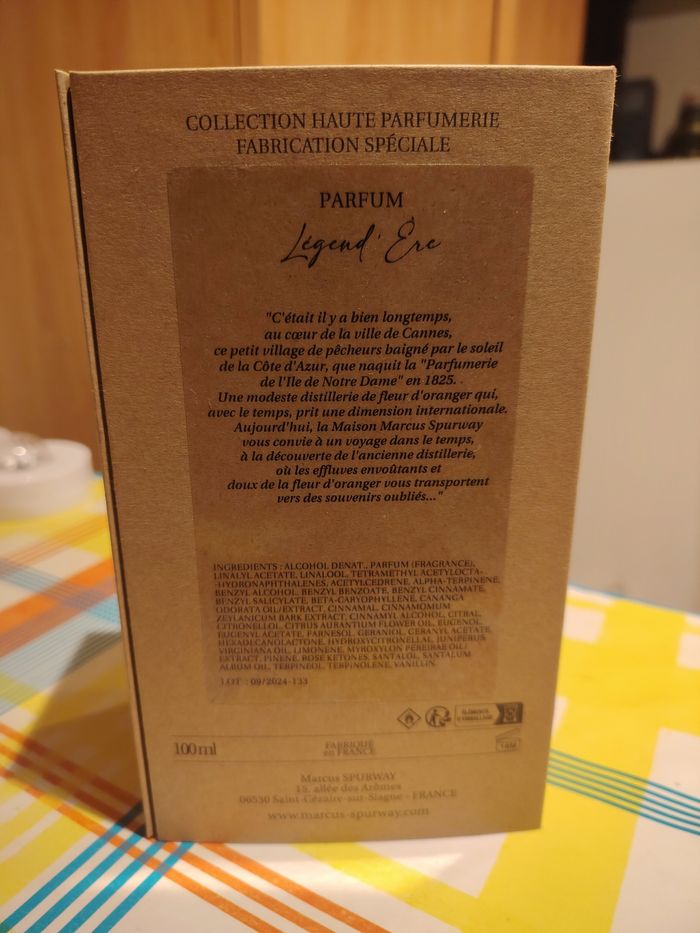 COLLECTION HAUTE PARFUMERIE
FABRICATION SPÉCIALE
PARFUM
Légend' Ère
"C'était il y a bien longtemps,
au cœur de la ville de Cannes,
ce petit village de pêcheurs baigné par le soleil
de la Côte d'Azur, que naquit la "Parfumerie
de l'Ile de Notre Dame" en 1825.
Une modeste distillerie de fleur d'oranger qui,
avec le temps, prit une dimension internationale.
Aujourd'hui, la Maison Marcus Spurway
vous convie à un voyage dans le temps,
à la découverte de l'ancienne distillerie,
où les effluves envoûtants et
doux de la fleur d'oranger vous transportent
vers des souvenirs oubliés..."
INGREDIENTS : ALCOHOL DENAT., PARFUM (FRAGRANCE),
LINALYL ACETATE, LINALOOL, TETRAMETHYL ACETYLOCTA-
-HYDRONAPHTHALENES, ACETYLCEDRENE, ALPHA-TERPINENE,
BENZYL ALCOHOL, BENZYL BENZOATE, BENZYL CINNAMATE,
BENZYL SALICYLATE, BETA-CARYOPHYLLENE, CANANGA
ODORATA OIL/EXTRACT, CINNAMAL, CINNAMOMUM
ZEYLANICUM BARK EXTRACT, CINNAMYL ALCOHOL, CITRAL,
CITRONELLOL, CITRUS AURANTIUM FLOWER OIL, EUGENOL,
EUGENYL ACETATE, FARNESOL, GERANIOL, GERANYL ACETATE,
HEXADECANOLACTONE, HYDROXYCITRONELLAL, JUNIPERUS
VIRGINIANA OIL, LIMONENE, MYROXYLON PEREIRAE OIL/
EXTRACT, PINENE, ROSE KETONES, SANTALOL, SANTALUM
ALBUM OIL, TERPINEOL, TERPINOLENE, VANILLIN.
LOT : 09/2024-133
ÉLÉMENTS
D'EMBALLAGE
100ml
FABRIQUÉ
en FRANCE
Marcus SPURWAY
15, allée des Arômes
06530 Saint-Cézaire-sur-Siagne - FRANCE
www.marcus-spurway.com